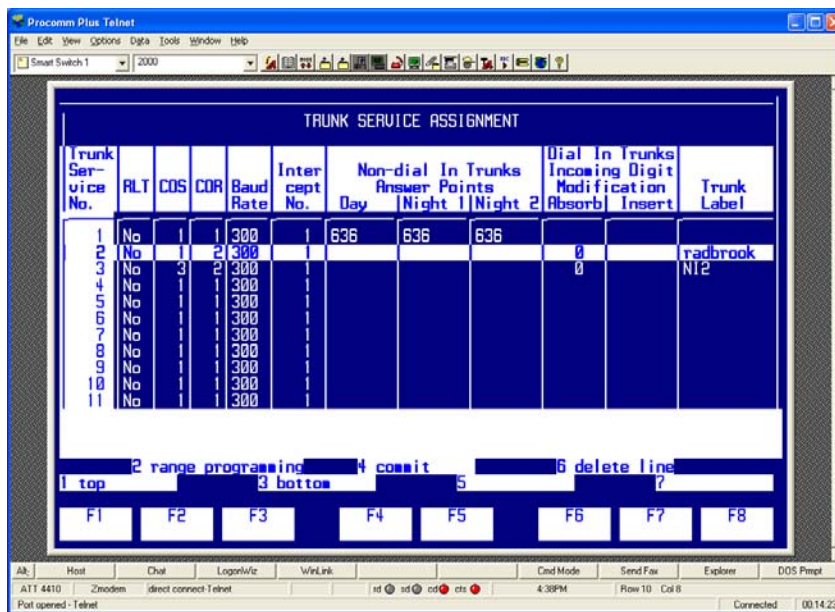 Procomm Plus Telnet
File Edit View Options Data Tools Window Help
Smart Switch 1 2000
TRUNK SERVICE ASSIGNMENT
Trunk Dial In Trunks
Ser- Inter Non-dial In Trunks Incoming Digit
vice RLT COS COR Baud cept Answer Points Modification Trunk
No. Rate No. Day Night 1 Night 2 Absorb Insert Label
1 No 1 1 300 1 636 636 636
2 No 1 2 300 1 0 radbrook
3 No 3 2 300 1 0 NI2
4 No 1 1 300 1
5 No 1 1 300 1
6 No 1 1 300 1
7 No 1 1 300 1
8 No 1 1 300 1
9 No 1 1 300 1
10 No 1 1 300 1
11 No 1 1 300 1
2 range programming 4 commit 6 delete line
1 top 3 bottom 5 7
F1 F2 F3 F4 F5 F6 F7 F8
Alt: Host Chat LogonWiz WinLink Cmd Mode Send Fax Explorer DOS Prmpt
ATT 4410 Zmodem direct connect-Telnet rd sd cd cts 4:38PM Row 10 Col 8
Port opened - Telnet Connected 00:14:23